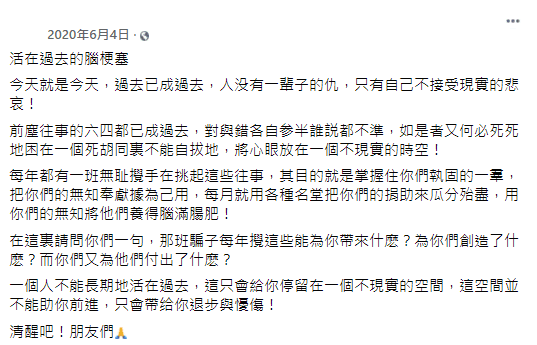 2020年6月4日 ·
活在過去的腦梗塞
今天就是今天，過去已成過去，人没有一輩子的仇，只有自己不接受現實的悲
哀！
前塵往事的六四都已成過去，對與錯各自參半誰説都不準，如是者又何必死死
地困在一個死胡同裏不能自拔地，將心眼放在一個不現實的時空！
每年都有一班無耻攪手在挑起這些往事，其目的就是掌握住你們執固的一羣，
把你們的無知奉獻據為己用，每月就用各種名堂把你們的捐助來瓜分殆盡，用
你們的無知將他們養得腦滿腸肥！
在這裏請問你們一句，那班騙子每年攪這些能為你帶來什麽？為你們創造了什
麽？而你們又為他們付出了什麽？
一個人不能長期地活在過去，這只會給你停留在一個不現實的空間，這空間並
不能助你前進，只會帶給你退步與憂傷！
清醒吧！朋友們🙏